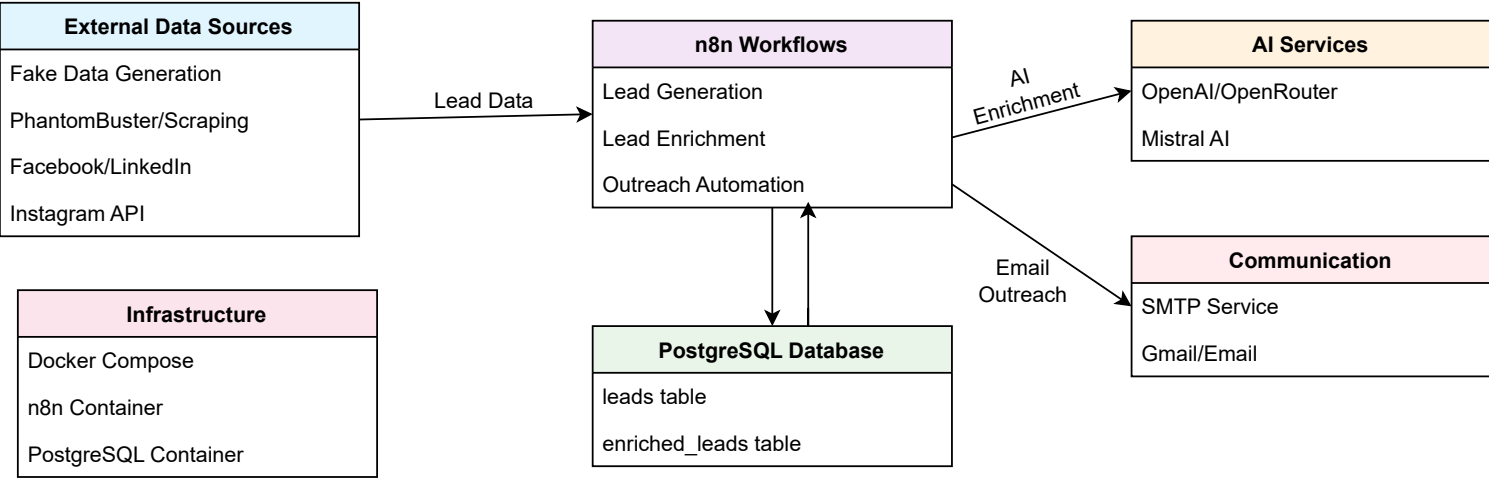 External Data Sources
Fake Data Generation
PhantomBuster/Scraping
Facebook/LinkedIn
Instagram API
Lead Data
n8n Workflows
Lead Generation
Lead Enrichment
Outreach Automation
AI
Enrichment
AI Services
OpenAI/OpenRouter
Mistral AI
Email
Outreach
Communication
SMTP Service
Gmail/Email
Infrastructure
Docker Compose
n8n Container
PostgreSQL Container
PostgreSQL Database
leads table
enriched_leads table